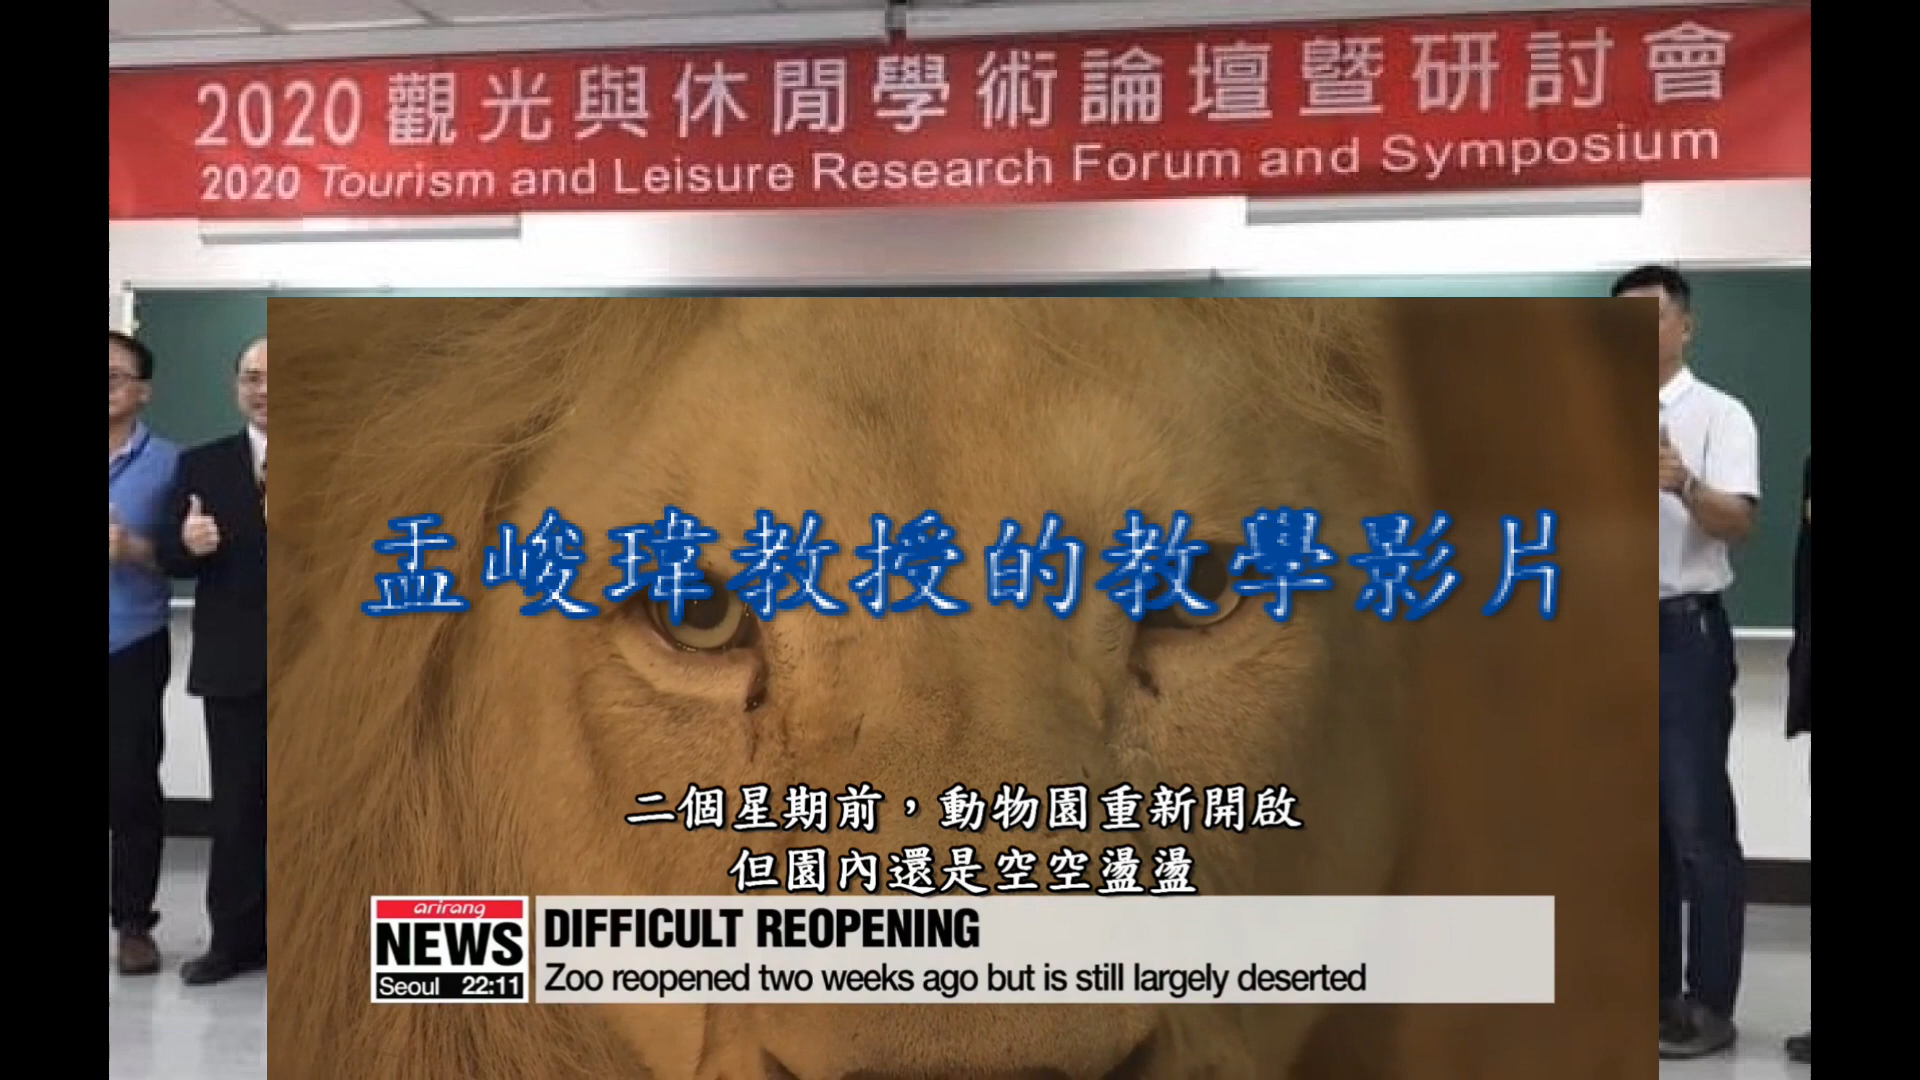 2020 觀光與休閒學術論壇暨研討會
2020 Tourism and Leisure Research Forum and Symposium
孟峻瑋教授的教學影片
二個星期前，動物園重新開啟
但園內還是空空盪盪
arirang
NEWS
Seoul 22:11
DIFFICULT REOPENING
Zoo reopened two weeks ago but is still largely deserted